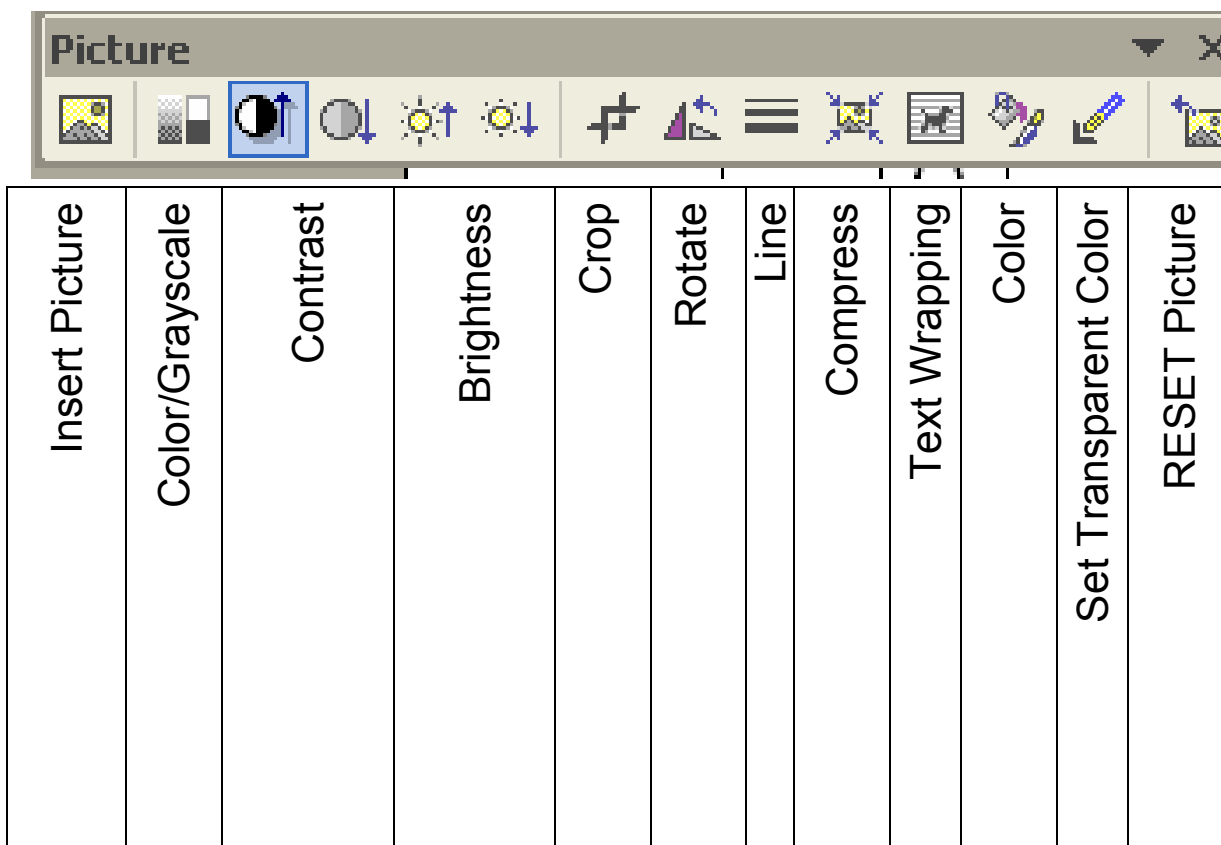 Picture
Insert Picture
Color/Grayscale
Contrast
Brightness
Crop
Rotate
Line
Compress
Text Wrapping
Color
Set Transparent Color
RESET Picture